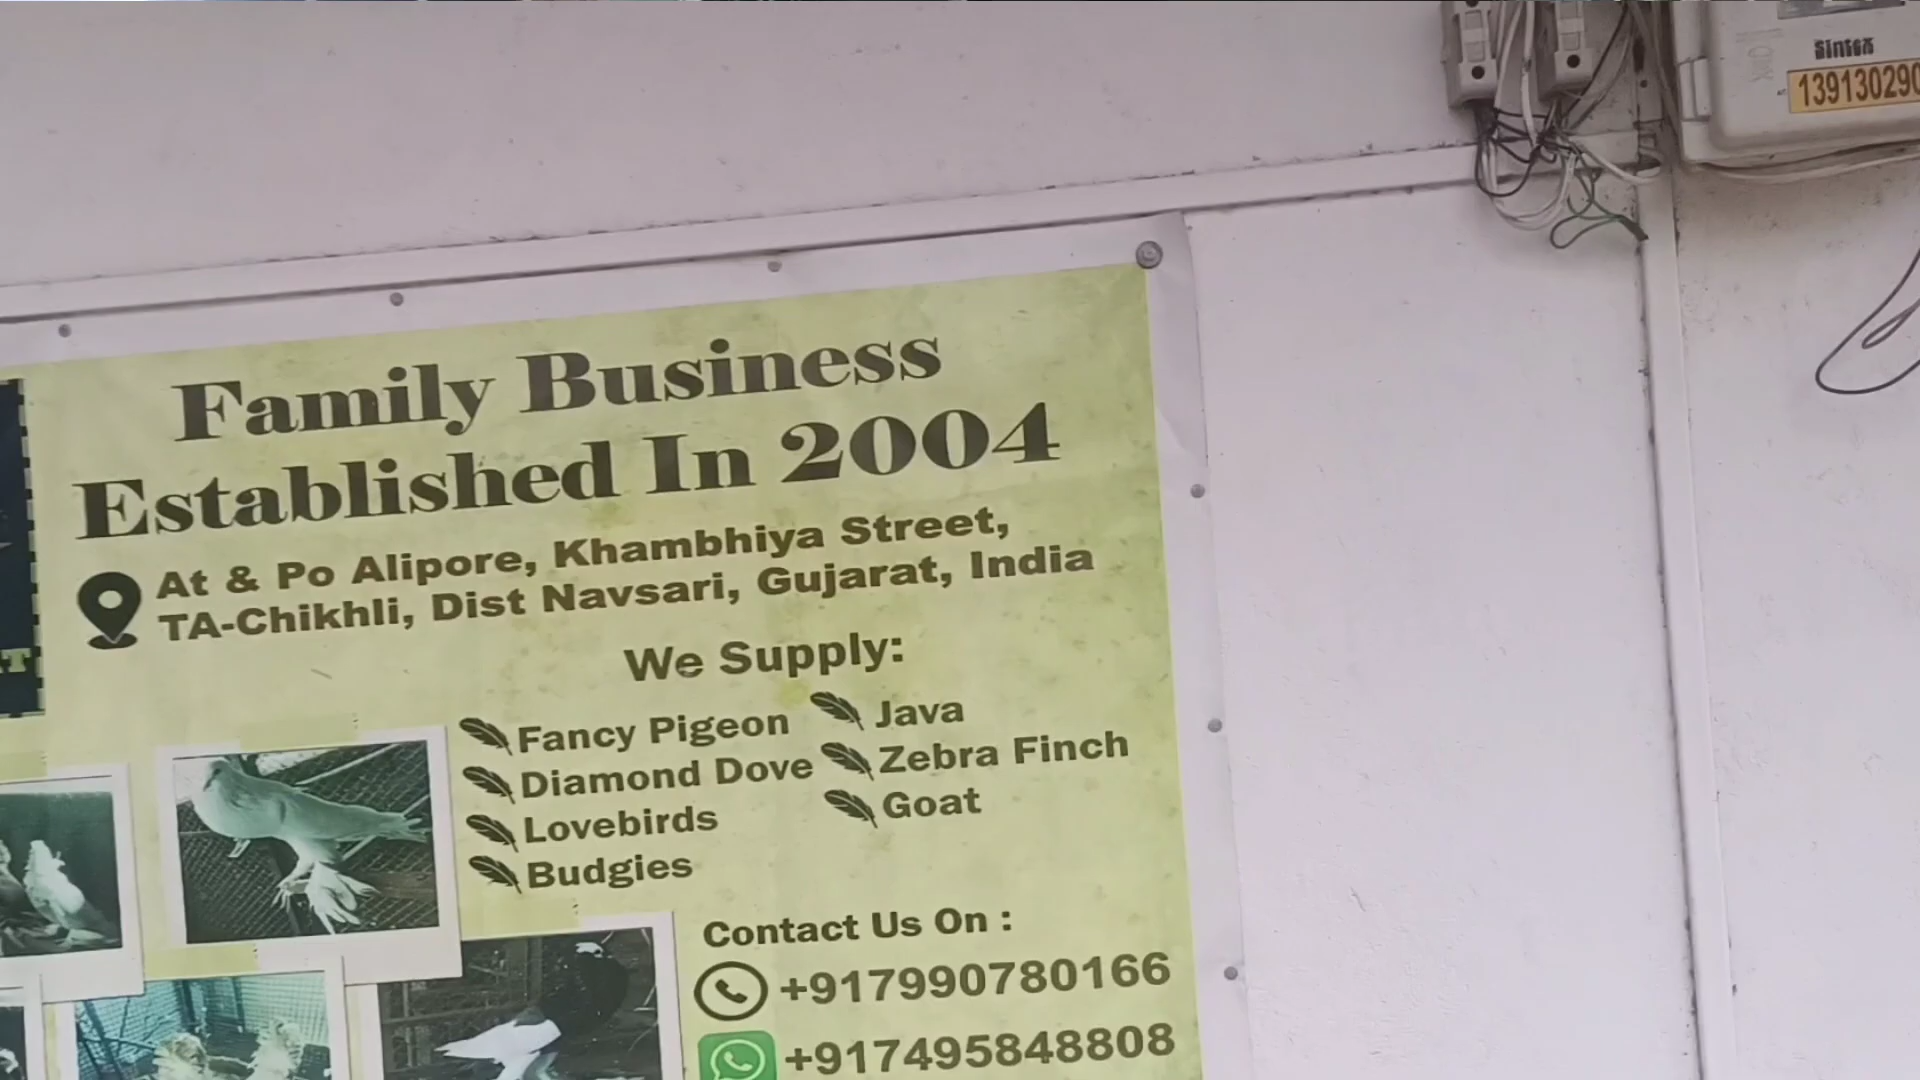 Sintex
139130290
Family Business
Established In 2004
At & Po Alipore, Khambhiya Street,
TA-Chikhli, Dist Navsari, Gujarat, India
We Supply:
Fancy Pigeon
Diamond Dove
Lovebirds
Budgies
Java
Zebra Finch
Goat
Contact Us On :
+917990780166
+917495848808